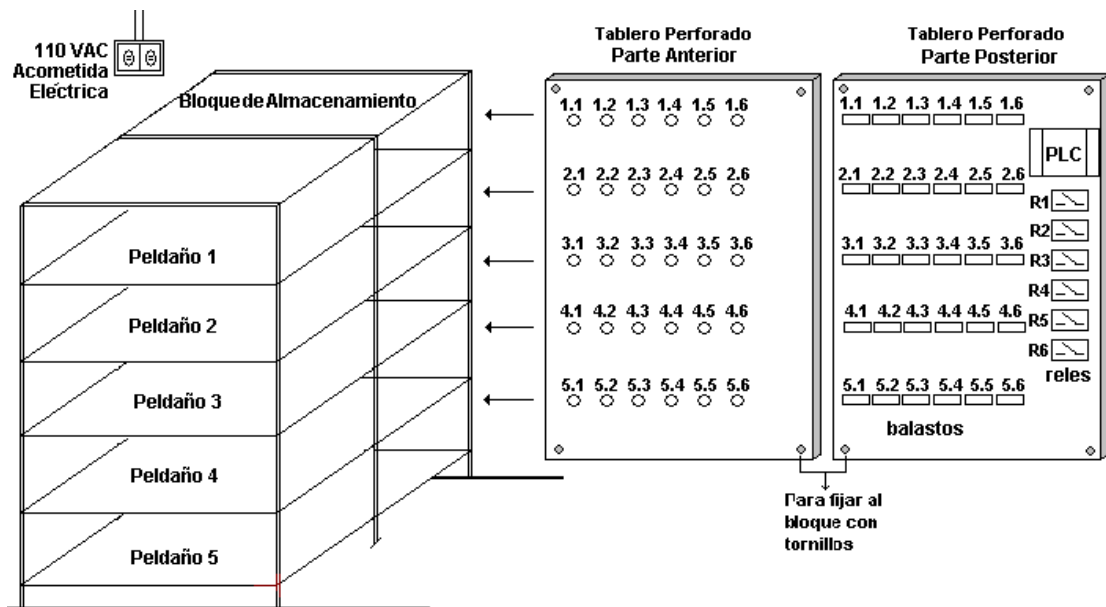 110 VAC
Acometida
Eléctrica
Bloque de Almacenamiento
Peldaño 1
Peldaño 2
Peldaño 3
Peldaño 4
Peldaño 5
Tablero Perforado
Parte Anterior
1.1 1.2 1.3 1.4 1.5 1.6
2.1 2.2 2.3 2.4 2.5 2.6
3.1 3.2 3.3 3.4 3.5 3.6
4.1 4.2 4.3 4.4 4.5 4.6
5.1 5.2 5.3 5.4 5.5 5.6
Tablero Perforado
Parte Posterior
1.1 1.2 1.3 1.4 1.5 1.6
PLC
2.1 2.2 2.3 2.4 2.5 2.6
R1
R2
3.1 3.2 3.3 3.4 3.5 3.6
R3
R4
4.1 4.2 4.3 4.4 4.5 4.6
R5
R6
reles
5.1 5.2 5.3 5.4 5.5 5.6
balastos
Para fijar al
bloque con
tornillos